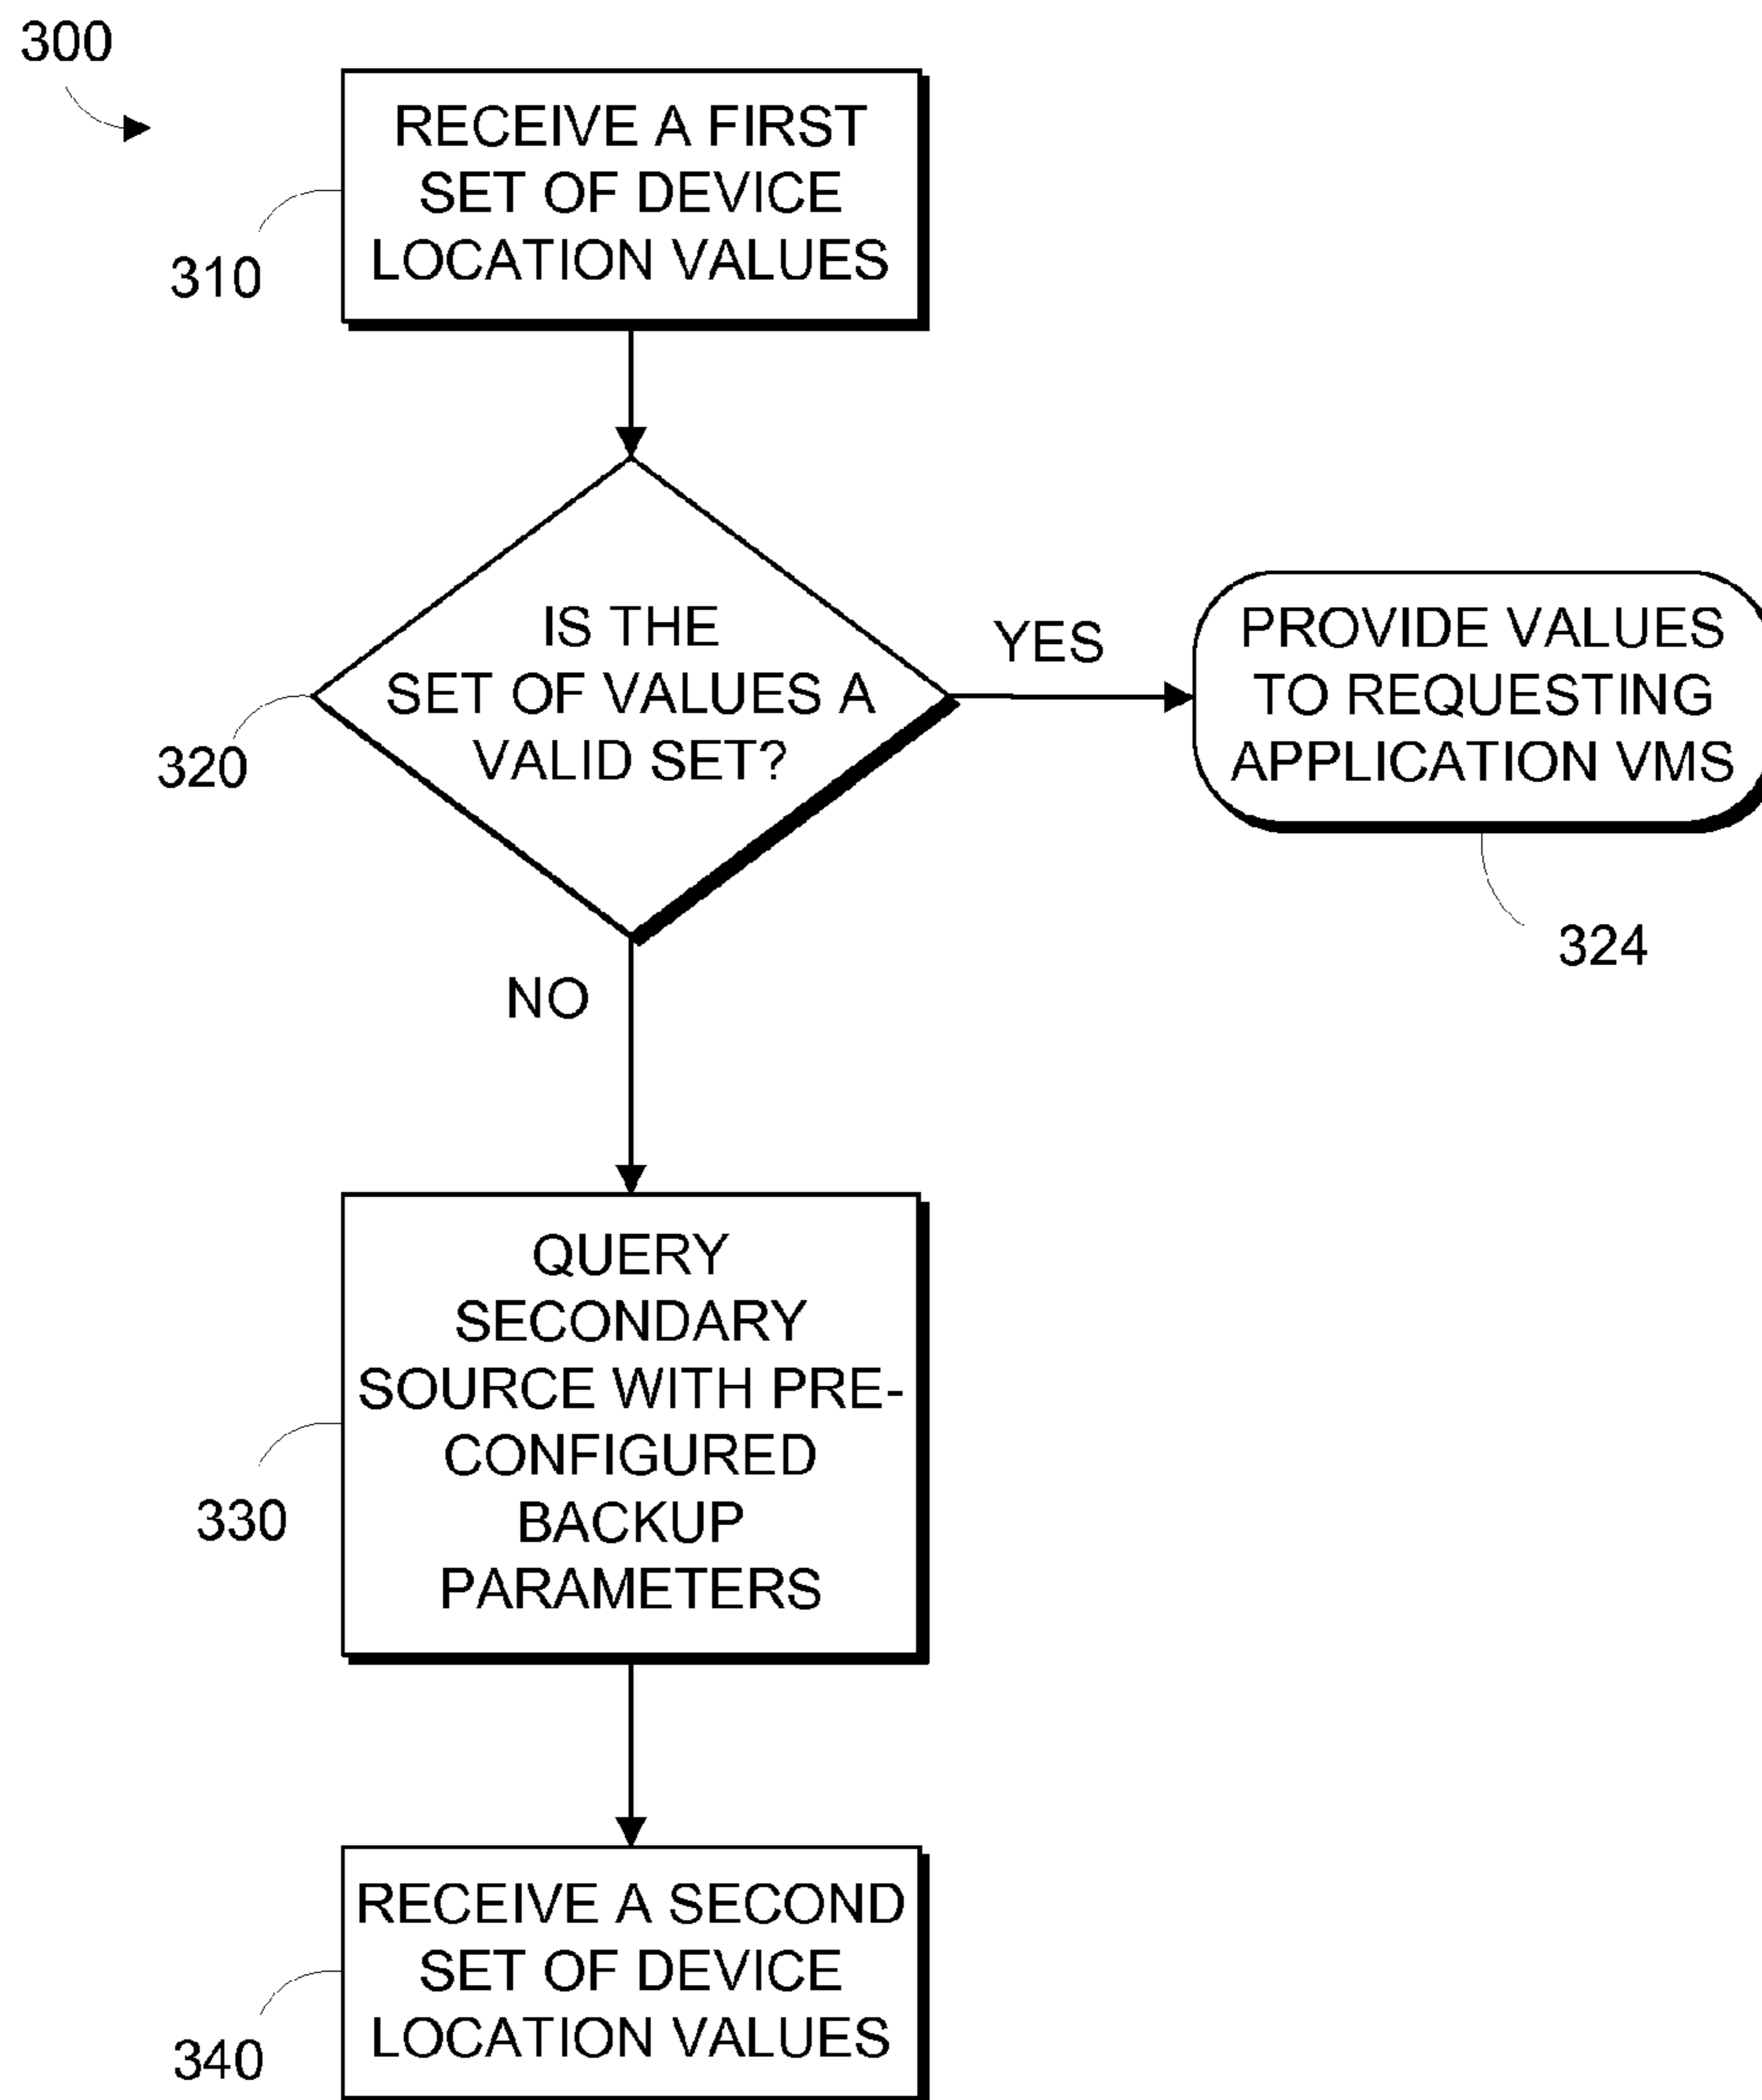 300
RECEIVE A FIRST
SET OF DEVICE
LOCATION VALUES
310
IS THE
SET OF VALUES A
VALID SET?
320
YES
PROVIDE VALUES
TO REQUESTING
APPLICATION VMS
324
NO
QUERY
SECONDARY
SOURCE WITH PRE-
CONFIGURED
BACKUP
PARAMETERS
330
RECEIVE A SECOND
SET OF DEVICE
LOCATION VALUES
340